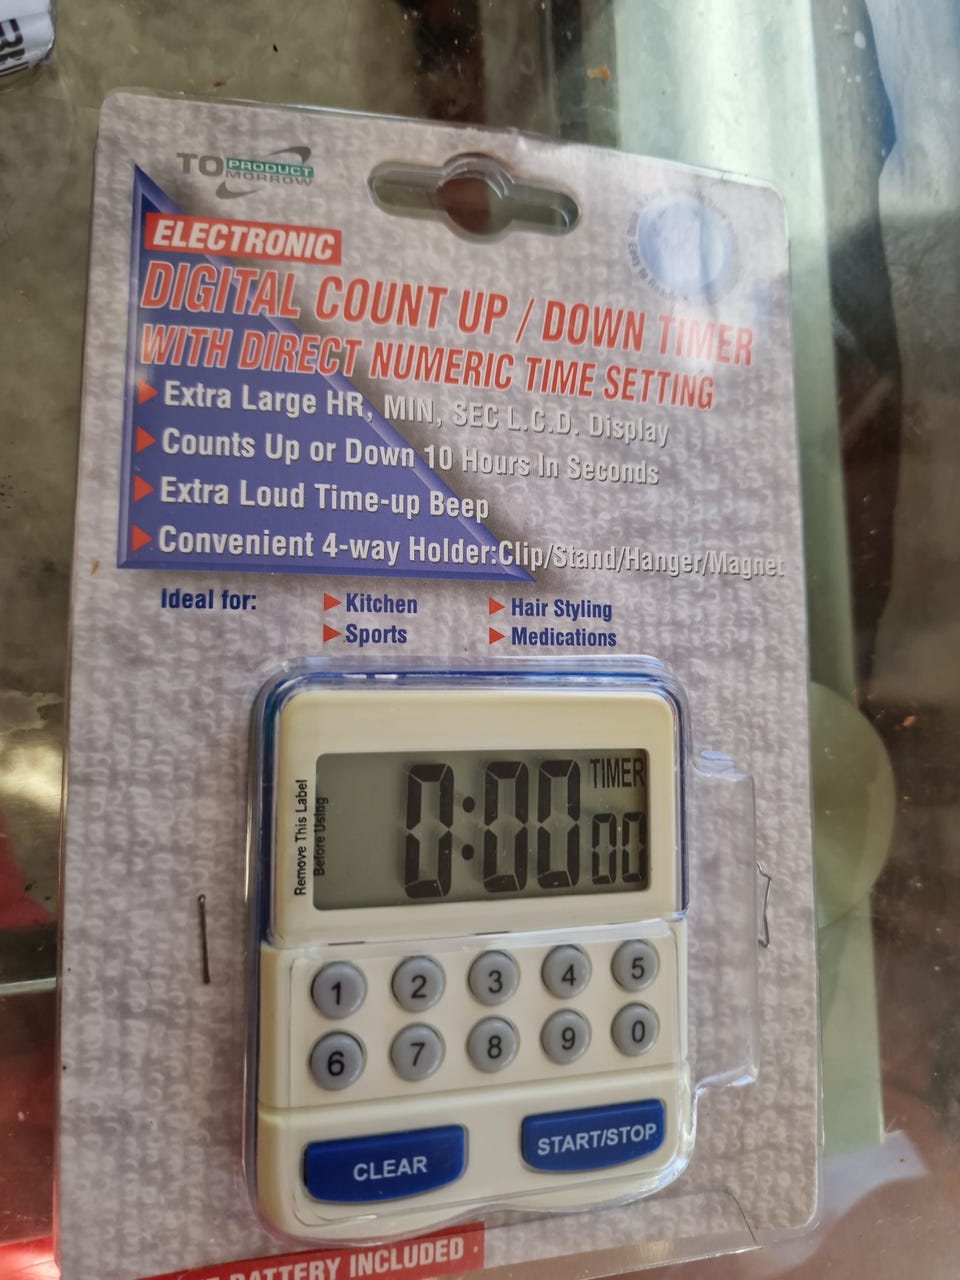 TO PRODUCT
MORROW
ELECTRONIC
DIGITAL COUNT UP / DOWN TIMER
WITH DIRECT NUMERIC TIME SETTING
Extra Large HR, MIN, SEC L.C.D. Display
Counts Up or Down 10 Hours In Seconds
Extra Loud Time-up Beep
Convenient 4-way Holder:Clip/Stand/Hanger/Magnet
Ideal for:
Kitchen
Hair Styling
Sports
Medications
Remove This Label
Before Using
TIMER
0:00 00
1 2 3 4 5
6 7 8 9 0
CLEAR
START/STOP
BATTERY INCLUDED